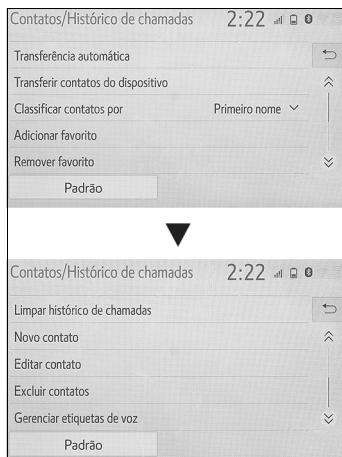 Contatos/Histórico de chamadas 2:22
Transferência automática
Transferir contatos do dispositivo
Classificar contatos por Primeiro nome
Adicionar favorito
Remover favorito
Padrão
Contatos/Histórico de chamadas 2:22
Limpar histórico de chamadas
Novo contato
Editar contato
Excluir contatos
Gerenciar etiquetas de voz
Padrão